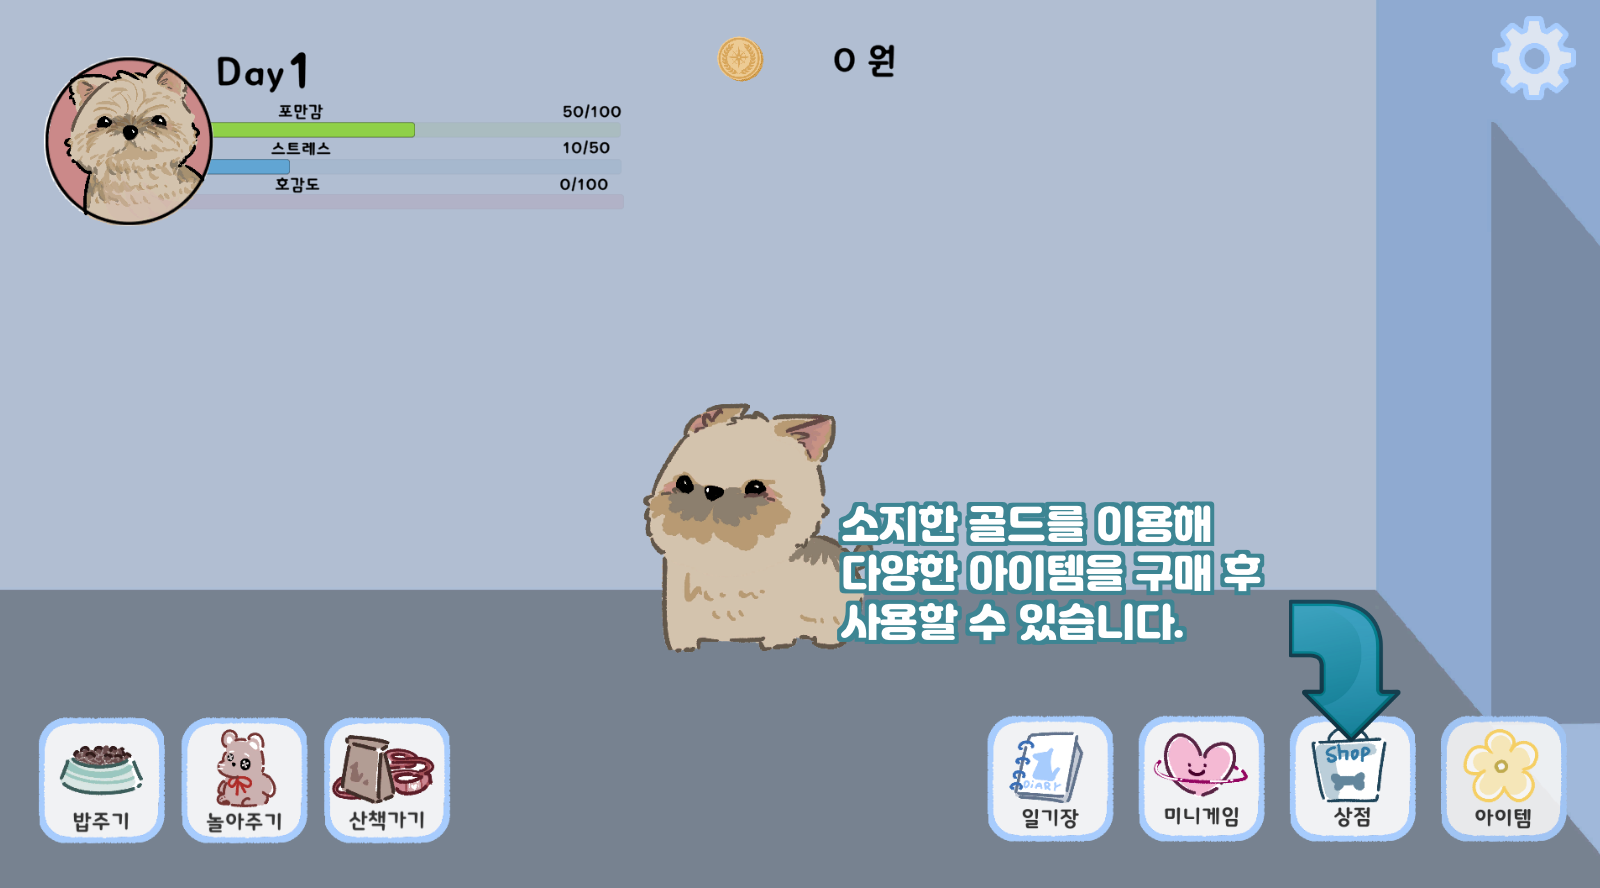 Day 1
0 원
포만감 50/100
스트레스 10/50
호감도 0/100
소지한 골드를 이용해
다양한 아이템을 구매 후
사용할 수 있습니다.
밥주기
놀아주기
산책가기
DiARY
일기장
미니게임
Shop
상점
아이템